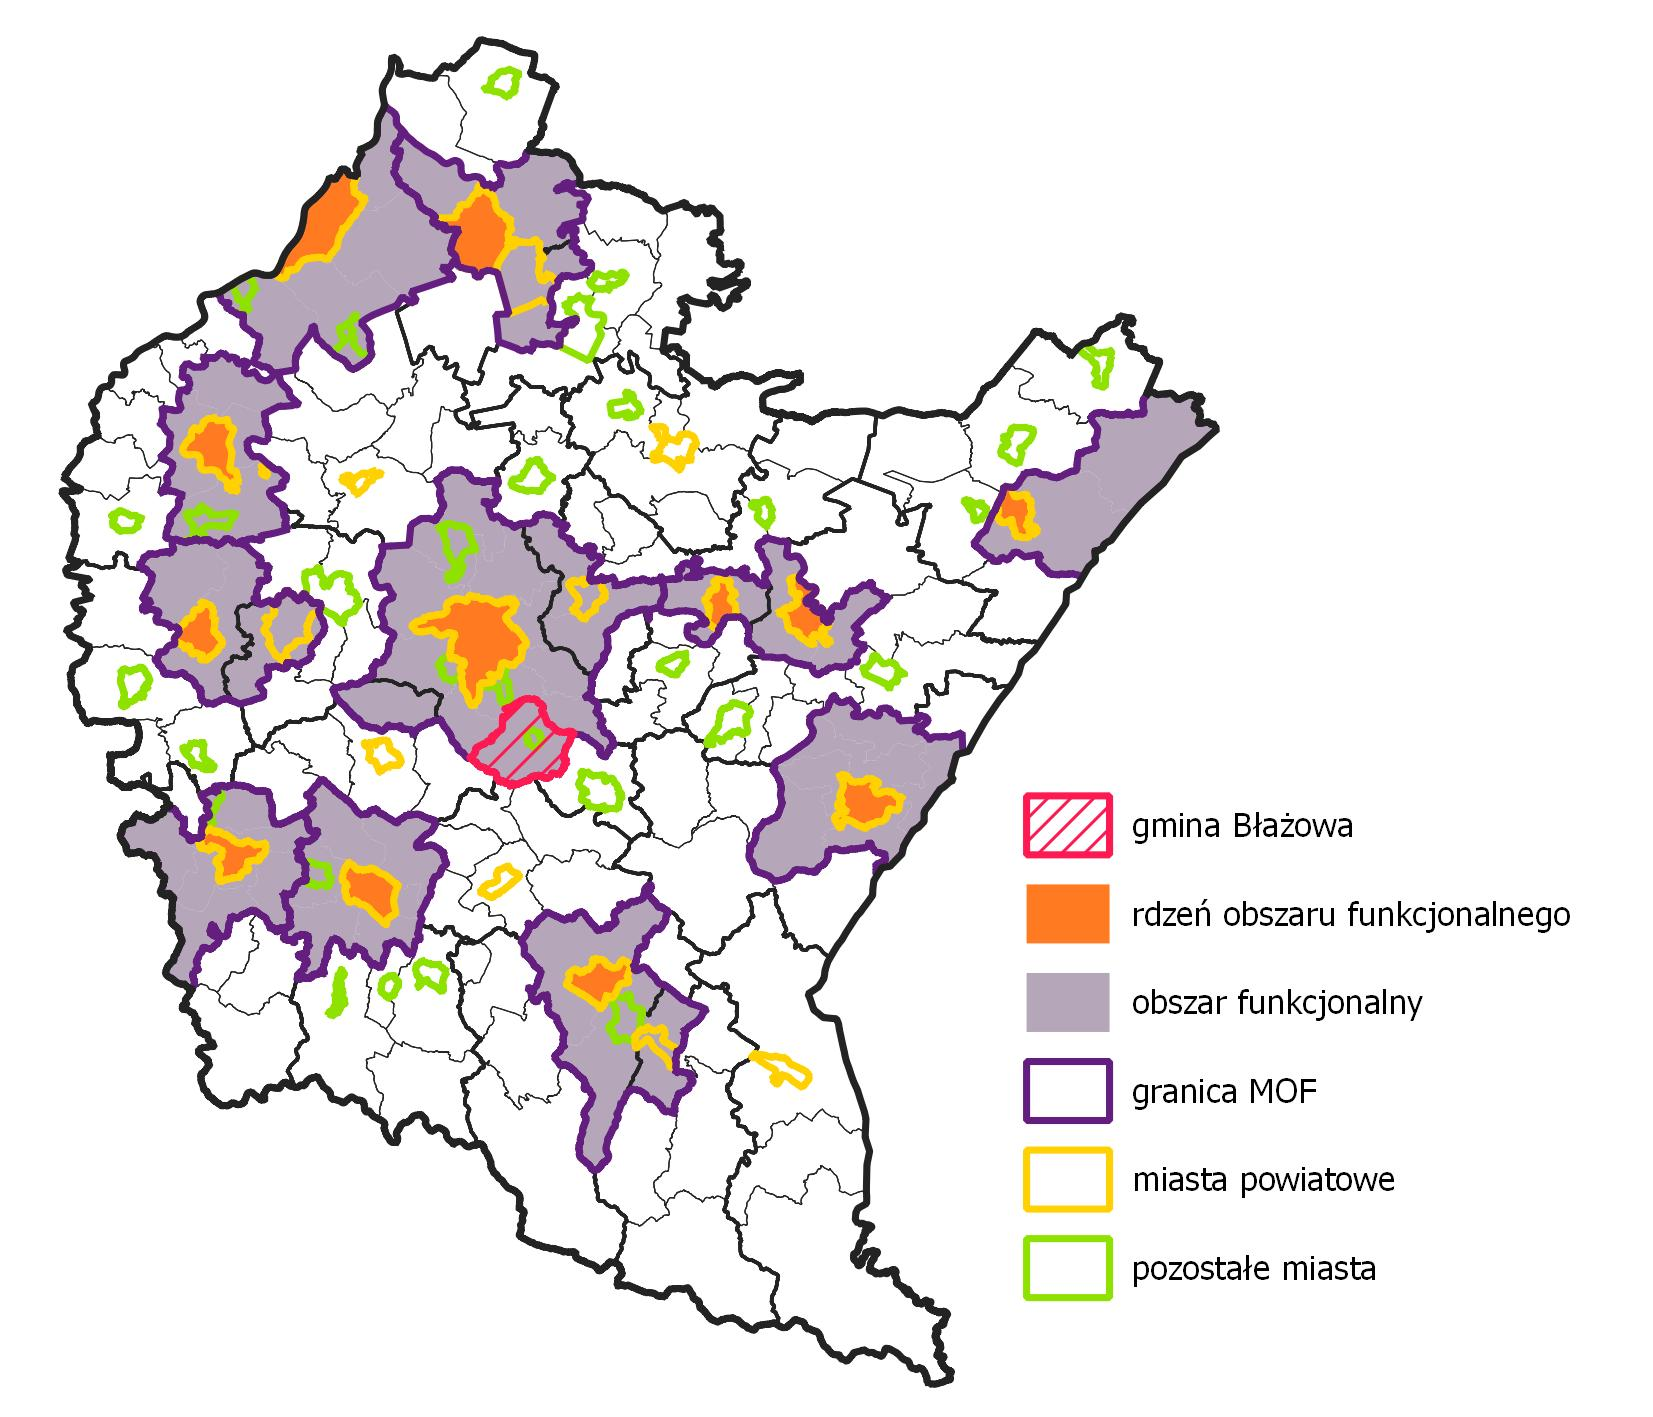 gmina Błażowa
rdzeń obszaru funkcjonalnego
obszar funkcjonalny
granica MOF
miasta powiatowe
pozostałe miasta